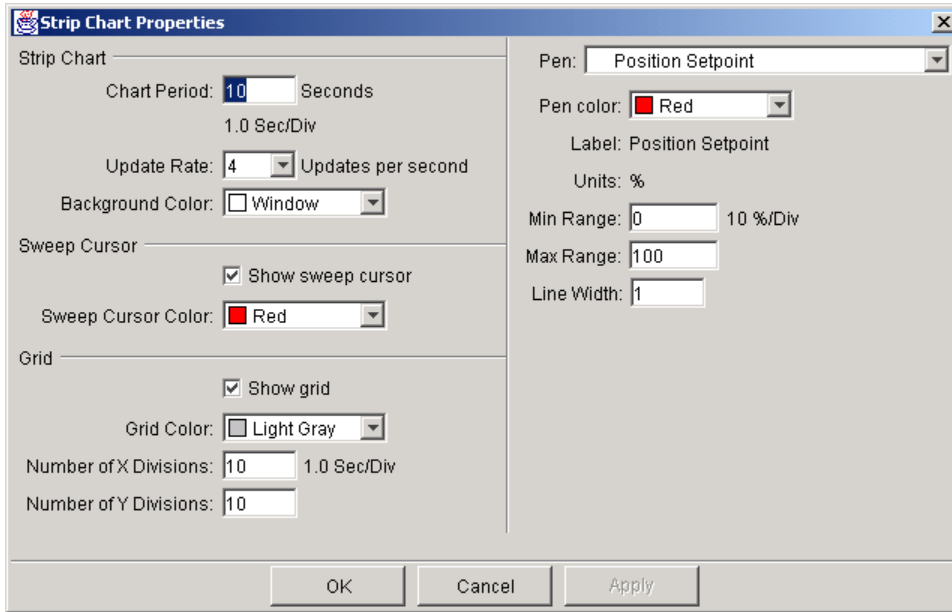 Strip Chart Properties
Strip Chart
Chart Period: 10 Seconds
1.0 Sec/Div
Update Rate: 4 Updates per second
Background Color: Window
Sweep Cursor
Show sweep cursor
Sweep Cursor Color: Red
Grid
Show grid
Grid Color: Light Gray
Number of X Divisions: 10 1.0 Sec/Div
Number of Y Divisions: 10
Pen: Position Setpoint
Pen color: Red
Label: Position Setpoint
Units: %
Min Range: 0 10 %/Div
Max Range: 100
Line Width: 1
OK Cancel Apply